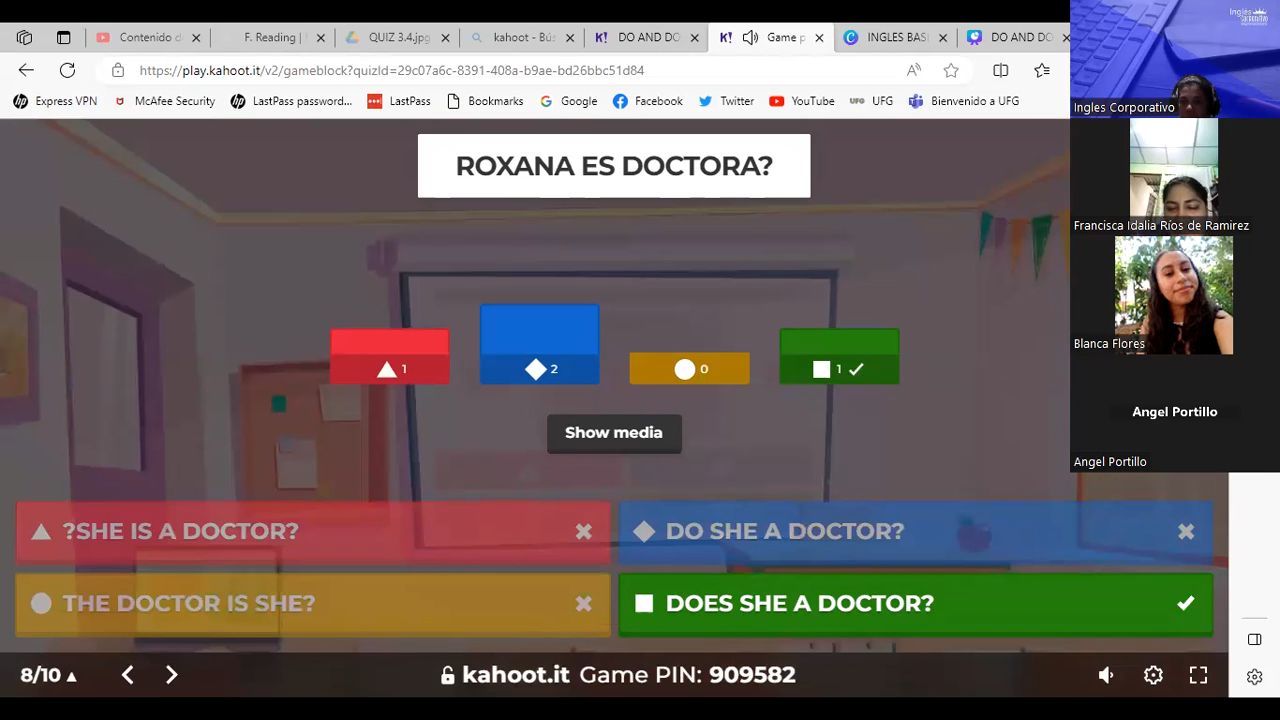 Contenido d
F. Reading |
QUIZ 3.4.jpg
kahoot - Bus
K! DO AND DO
K! Game p
INGLES BAS
DO AND DO
https://play.kahoot.it/v2/gameblock?quizId=29c07a6c-8391-408a-b9ae-bd26bbc51d84
Express VPN
McAfee Security
LastPass password...
LastPass
Bookmarks
Google
Facebook
Twitter
YouTube
UFG UFG
Bienvenido a UFG
ROXANA ES DOCTORA?
1
2
0
1
Show media
?SHE IS A DOCTOR?
DO SHE A DOCTOR?
THE DOCTOR IS SHE?
DOES SHE A DOCTOR?
8/10
kahoot.it Game PIN: 909582
Inglés
Corporativo
Ingles Corporativo
Francisca Idalia Ríos de Ramirez
Blanca Flores
Angel Portillo
Angel Portillo